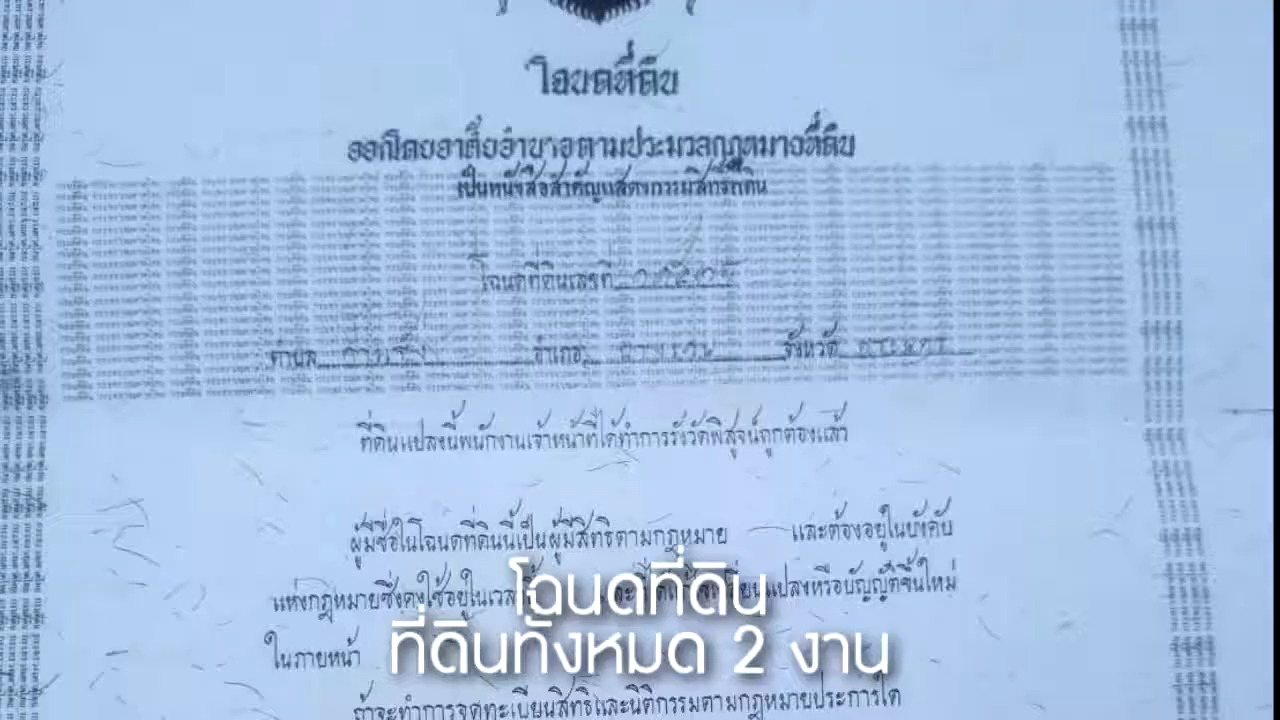 โฉนดที่ดิน
ออกโดยอาศัยอำนาจตามประมวลกฎหมายที่ดิน
เป็นหนังสือสำคัญแสดงกรรมสิทธิ์ที่ดิน
โฉนดที่ดินเลขที่
ตำบล อำเภอ จังหวัด
ที่ดินแปลงนี้พนักงานเจ้าหน้าที่ได้ทำการรังวัดพิสูจน์ถูกต้องแล้ว
ผู้มีชื่อในโฉนดที่ดินนี้เป็นผู้มีสิทธิตามกฎหมาย และต้องอยู่ในบังคับ
แห่งกฎหมายซึ่งคงใช้อยู่ในเวลา แปลงหรือบัญญัติขึ้นใหม่
ในภายหน้า
ถ้าจะทำการจดทะเบียนสิทธิและนิติกรรมตามกฎหมายประการใด
โฉนดที่ดิน
ที่ดินทั้งหมด 2 งาน